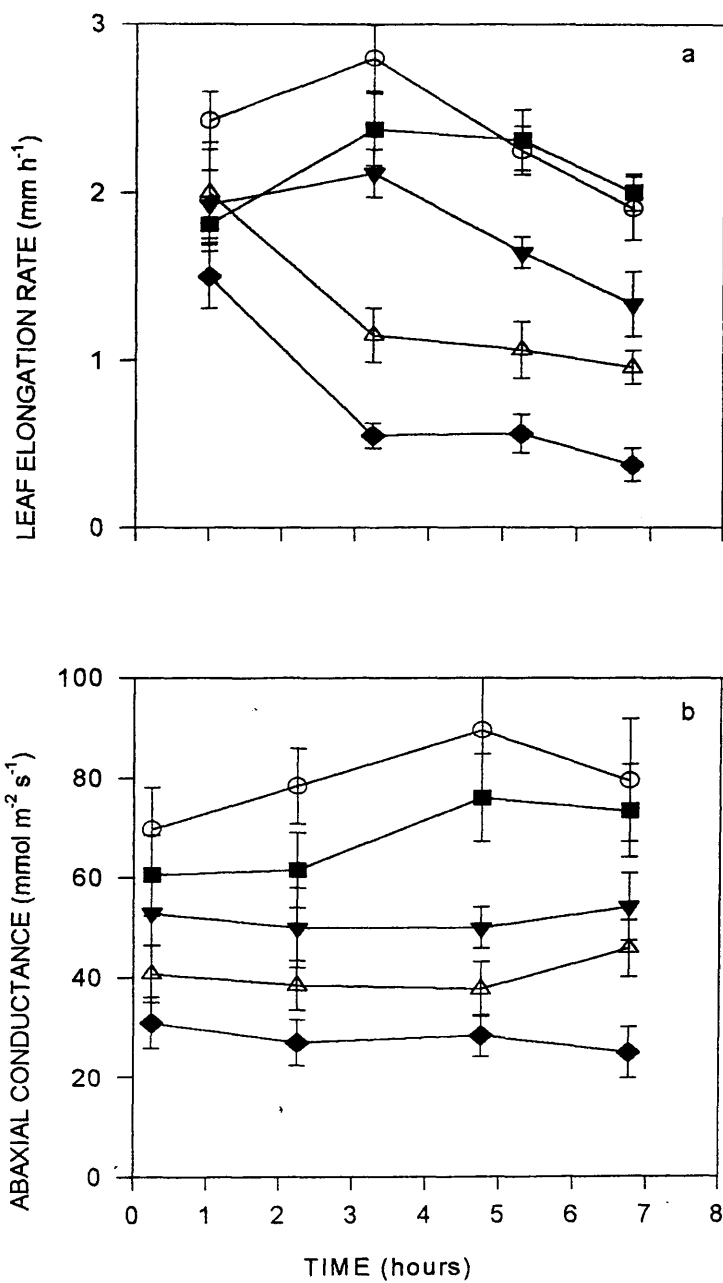 a
3
2
1
0
LEAF ELONGATION RATE (mm h⁻¹)
b
100
80
60
40
20
0
ABAXIAL CONDUCTANCE (mmol m⁻² s⁻¹)
0 1 2 3 4 5 6 7 8
TIME (hours)